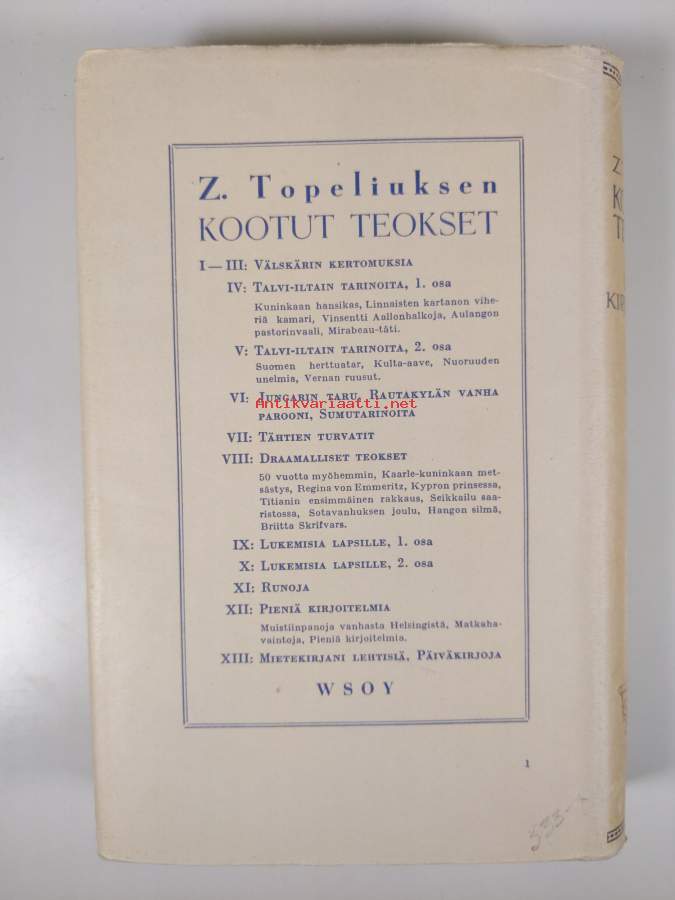 Z. Topeliuksen
KOOTUT TEOKSET
I—III: VÄLSKÄRIN KERTOMUKSIA
IV: TALVI-ILTAIN TARINOITA, 1. osa
Kuninkaan hansikas, Linnaisten kartanon vihe-
riä kamari, Vinsentti Aallonhalkoja, Aulangon
pastorinvaali, Mirabeau-täti.
V: TALVI-ILTAIN TARINOITA, 2. osa
Suomen herttuatar, Kulta-aave, Nuoruuden
unelmia, Vernan ruusut.
VI: JUNGARIN TARU, RAUTAKYLÄN VANHA
PAROONI, SUMUTARINOITA
Antikvariaatti.net
VII: TÄHTIEN TURVATIT
VIII: DRAAMALLISET TEOKSET
50 vuotta myöhemmin, Kaarle-kuninkaan met-
sästys, Regina von Emmeritz, Kypron prinsessa,
Titianin ensimmäinen rakkaus, Seikkailu saa-
ristossa, Sotavanhuksen joulu, Hangon silmä,
Briitta Skrifvars.
IX: LUKEMISIA LAPSILLE, 1. osa
X: LUKEMISIA LAPSILLE, 2. osa
XI: RUNOJA
XII: PIENIÄ KIRJOITELMIA
Muistiinpanoja vanhasta Helsingistä, Matkaha-
vaintoja, Pieniä kirjoitelmia.
XIII: MIETEKIRJANI LEHTISIÄ, PÄIVÄKIRJOJA
WSOY
1